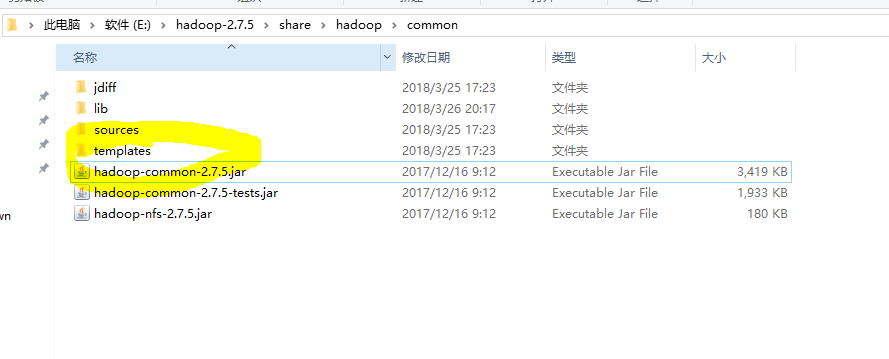 此电脑 软件 (E:) hadoop-2.7.5 share hadoop common
名称 修改日期 类型 大小
jdiff 2018/3/25 17:23 文件夹
lib 2018/3/26 20:17 文件夹
sources 2018/3/25 17:23 文件夹
templates 2018/3/25 17:23 文件夹
hadoop-common-2.7.5.jar 2017/12/16 9:12 Executable Jar File 3,419 KB
hadoop-common-2.7.5-tests.jar 2017/12/16 9:12 Executable Jar File 1,933 KB
hadoop-nfs-2.7.5.jar 2017/12/16 9:12 Executable Jar File 180 KB
wn